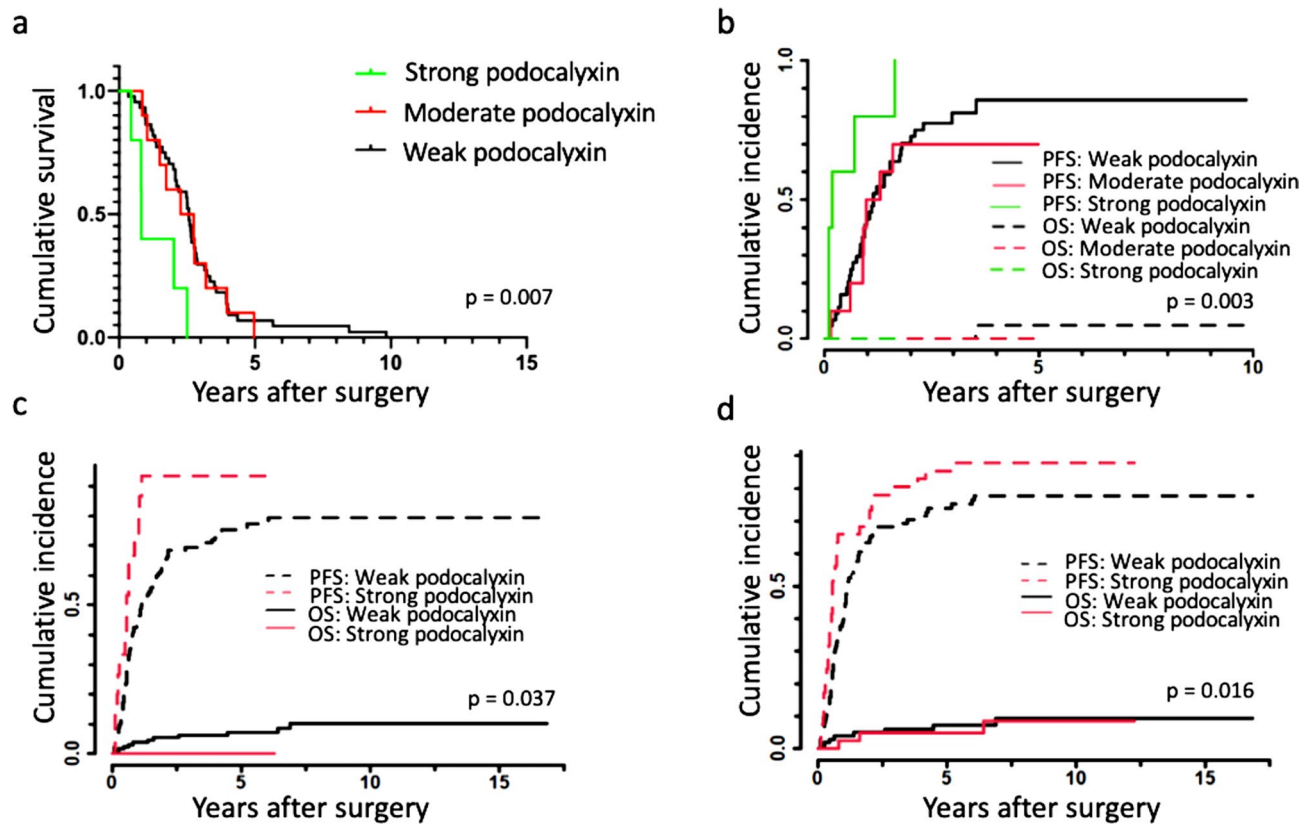 a
Cumulative survival
1.0
0.5
0.0
0
5
10
15
Years after surgery
Strong podocalyxin
Moderate podocalyxin
Weak podocalyxin
p = 0.007
b
Cumulative incidence
1.0
0.5
0.0
0
5
10
Years after surgery
PFS: Weak podocalyxin
PFS: Moderate podocalyxin
PFS: Strong podocalyxin
OS: Weak podocalyxin
OS: Moderate podocalyxin
OS: Strong podocalyxin
p = 0.003
c
Cumulative incidence
0.5
0.0
0
5
10
15
Years after surgery
PFS: Weak podocalyxin
PFS: Strong podocalyxin
OS: Weak podocalyxin
OS: Strong podocalyxin
p = 0.037
d
Cumulative incidence
0.5
0.0
0
5
10
15
Years after surgery
PFS: Weak podocalyxin
PFS: Strong podocalyxin
OS: Weak podocalyxin
OS: Strong podocalyxin
p = 0.016